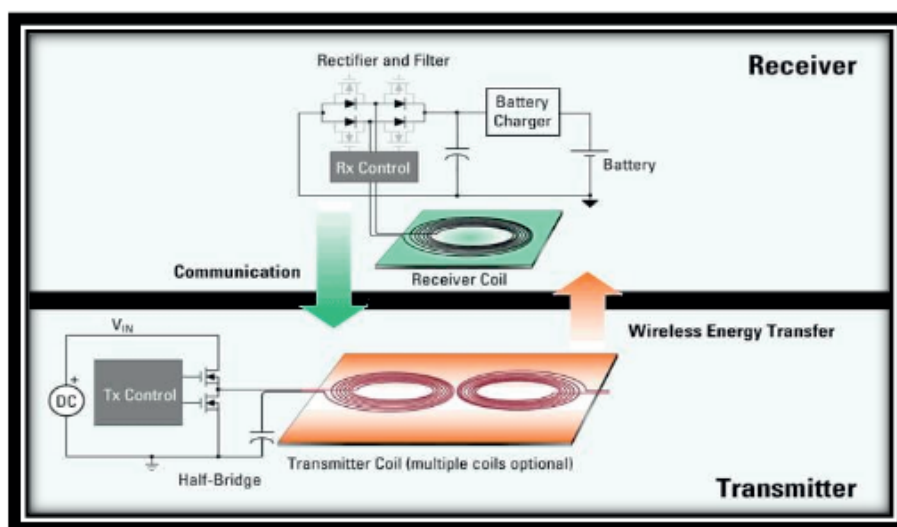 Rectifier and Filter
Receiver
Battery
Charger
Rx Control
Battery
Communication
Receiver Coil
Wireless Energy Transfer
VIN
+
DC
Tx Control
Half-Bridge
Transmitter Coil (multiple coils optional)
Transmitter